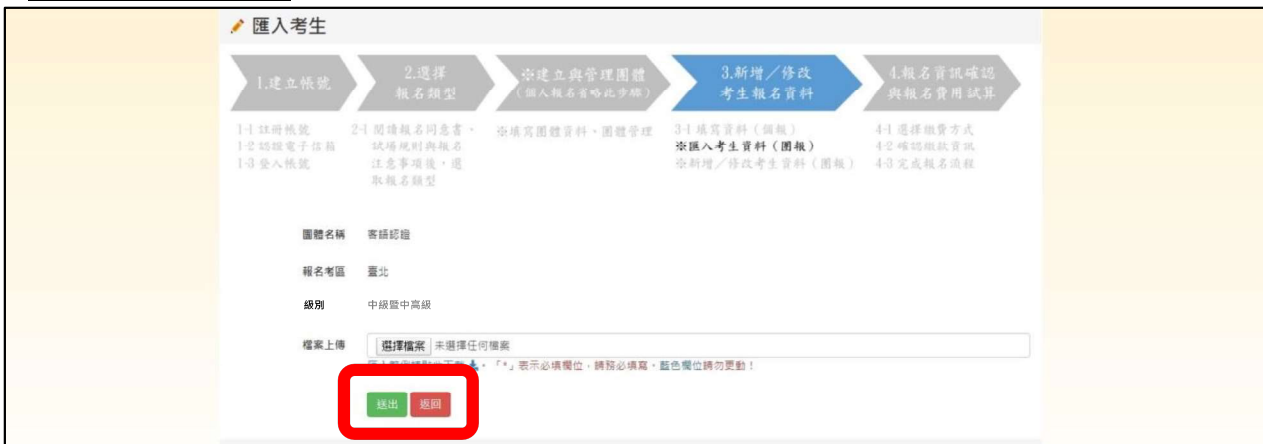 匯入考生
1.建立帳號
2.選擇
報名類型
※建立與管理團體
(個人報名省略此步驟)
3.新增／修改
考生報名資料
4.報名資訊確認
與報名費用試算
1-1 註冊帳號
1-2 認證電子信箱
1-3 登入帳號
2-1 閱讀報名同意書、
試場規則與報名
注意事項後，選
取報名類型
※填寫團體資料、團體管理
3-1 填寫資料（個報）
※匯入考生資料（團報）
※新增／修改考生資料（團報）
4-1 選擇繳費方式
4-2 確認繳款資訊
4-3 完成報名流程
團體名稱 客語認證
報名考區 臺北
級別 中級暨中高級
檔案上傳 選擇檔案 未選擇任何檔案
「*」表示必填欄位，請務必填寫，藍色欄位請勿更動！
送出 返回